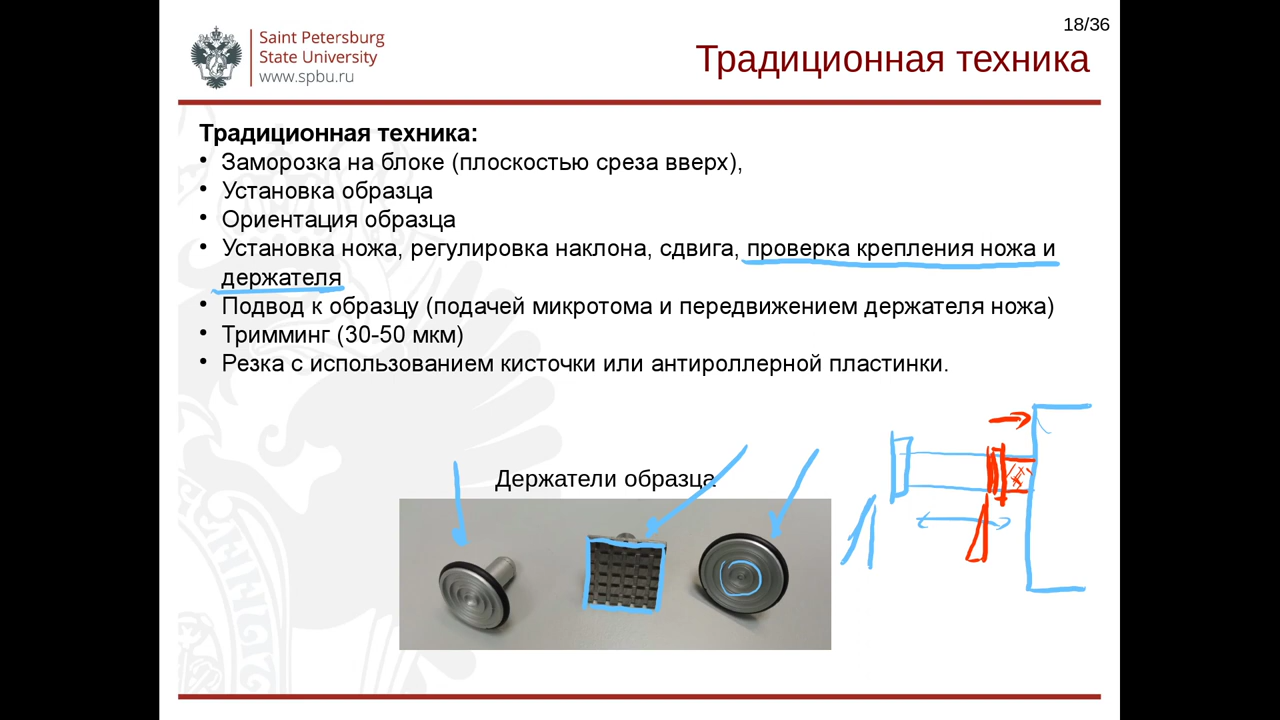 18/36
Saint Petersburg
State University
www.spbu.ru
Традиционная техника
Традиционная техника:
• Заморозка на блоке (плоскостью среза вверх),
• Установка образца
• Ориентация образца
• Установка ножа, регулировка наклона, сдвига, проверка крепления ножа и
держателя
• Подвод к образцу (подачей микротома и передвижением держателя ножа)
• Тримминг (30-50 мкм)
• Резка с использованием кисточки или антироллерной пластинки.
Держатели образца